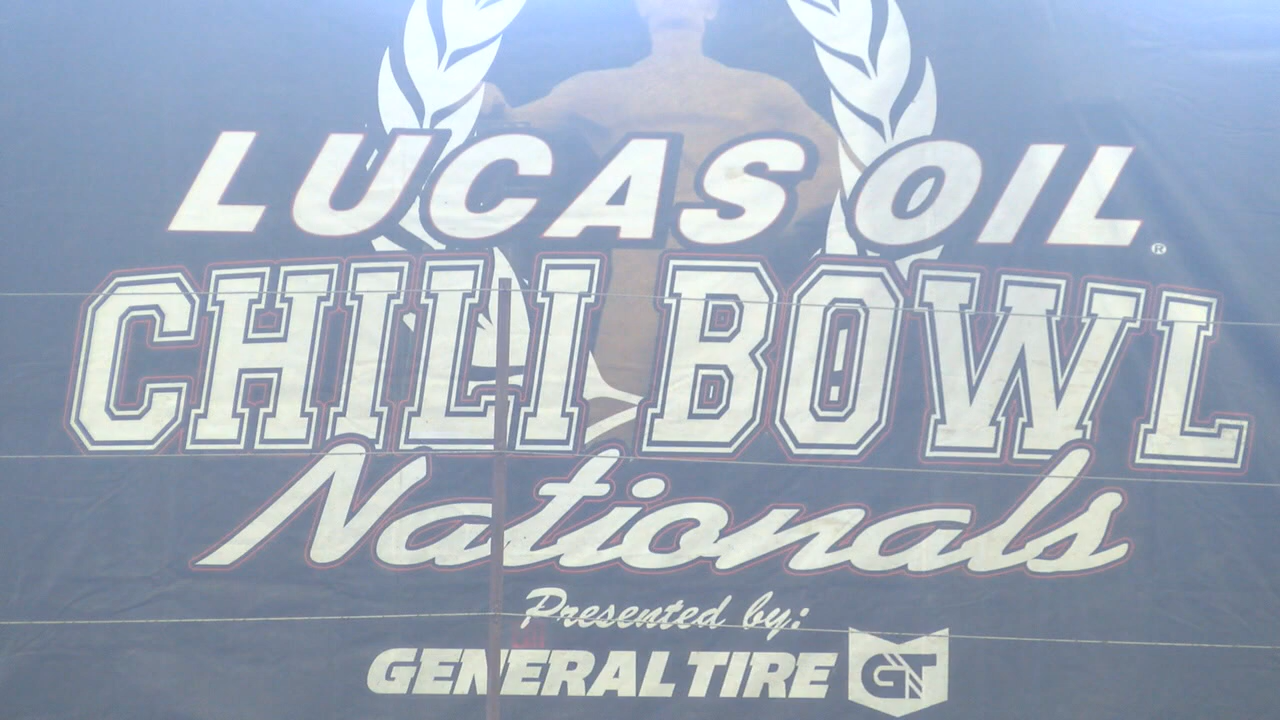 LUCAS OIL®
CHILI BOWL
Nationals
Presented by:
GENERAL TIRE GT